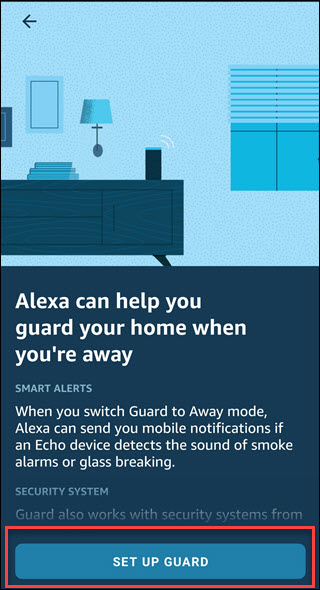 Alexa can help you
guard your home when
you're away
SMART ALERTS
When you switch Guard to Away mode,
Alexa can send you mobile notifications if
an Echo device detects the sound of smoke
alarms or glass breaking.
SECURITY SYSTEM
Guard also works with security systems from
SET UP GUARD